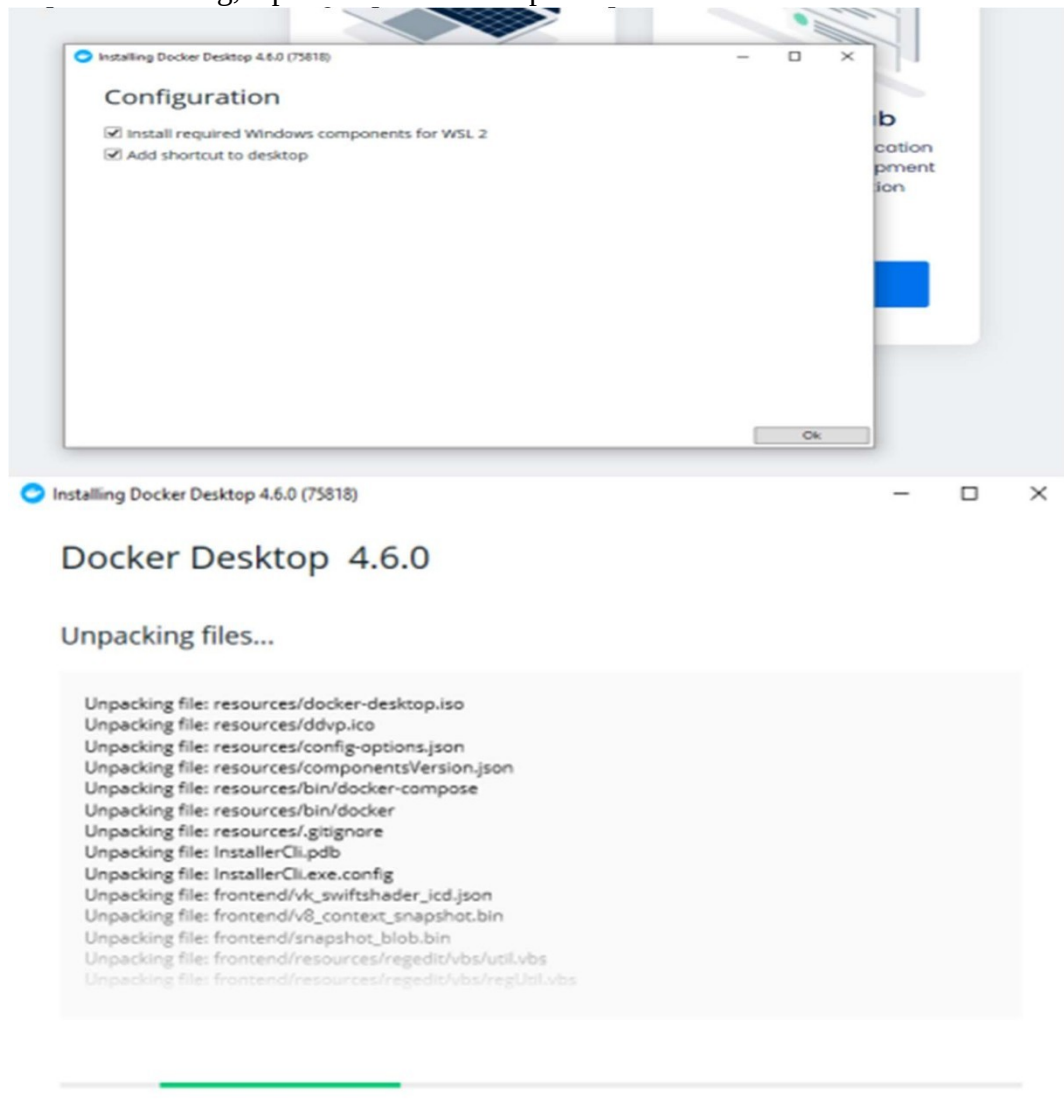 Installing Docker Desktop 4.6.0 (75818)
Configuration
Install required Windows components for WSL 2
Add shortcut to desktop
b
cation
pment
ion
Ok
Installing Docker Desktop 4.6.0 (75818)
Docker Desktop 4.6.0
Unpacking files...
Unpacking file: resources/docker-desktop.iso
Unpacking file: resources/ddvp.ico
Unpacking file: resources/config-options.json
Unpacking file: resources/componentsVersion.json
Unpacking file: resources/bin/docker-compose
Unpacking file: resources/bin/docker
Unpacking file: resources/.gitignore
Unpacking file: InstallerCli.pdb
Unpacking file: InstallerCli.exe.config
Unpacking file: frontend/vk_swiftshader_icd.json
Unpacking file: frontend/v8_context_snapshot.bin
Unpacking file: frontend/snapshot_blob.bin
Unpacking file: frontend/resources/regedit/vbs/util.vbs
Unpacking file: frontend/resources/regedit/vbs/regUtil.vbs